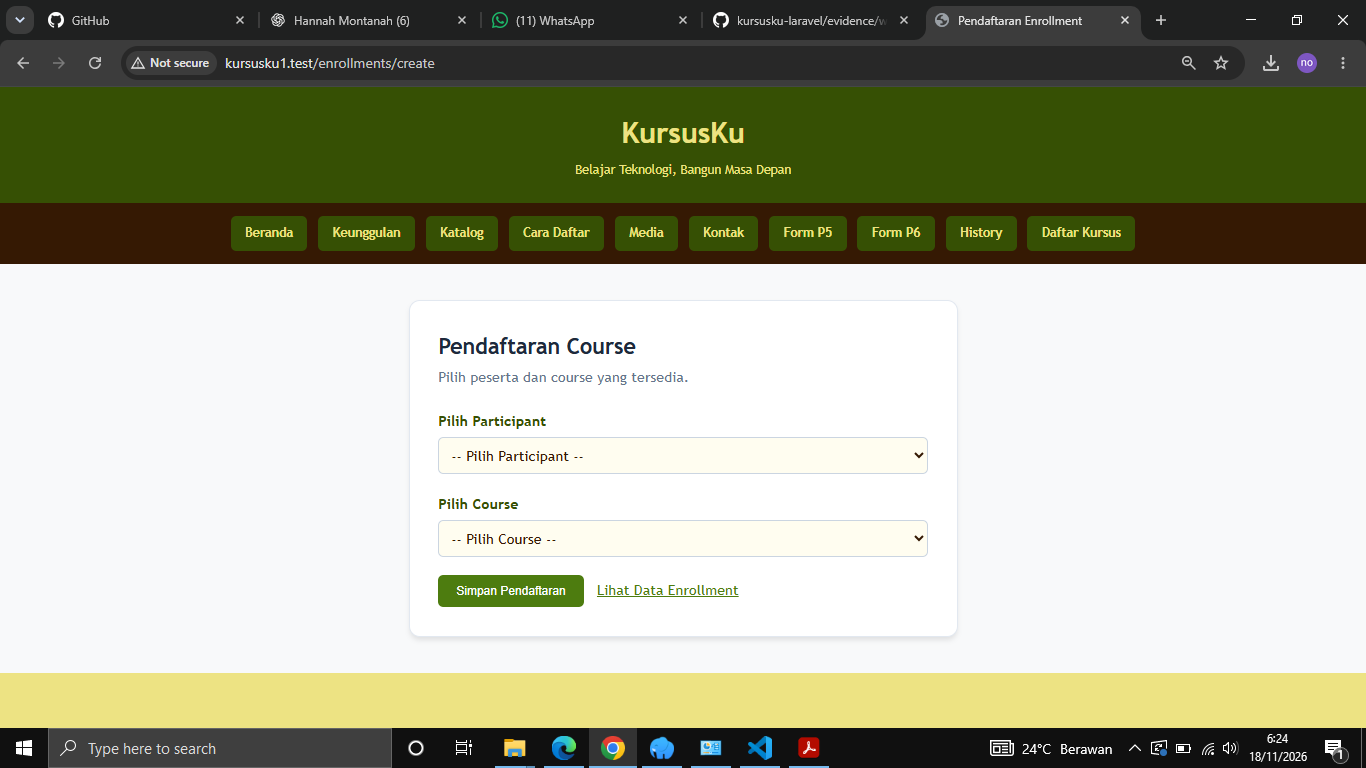 GitHub
Hannah Montanah (6)
(11) WhatsApp
kursusku-laravel/evidence/w
Pendaftaran Enrollment
Not secure
kursusku1.test/enrollments/create
no
KursusKu
Belajar Teknologi, Bangun Masa Depan
Beranda
Keunggulan
Katalog
Cara Daftar
Media
Kontak
Form P5
Form P6
History
Daftar Kursus
Pendaftaran Course
Pilih peserta dan course yang tersedia.
Pilih Participant
-- Pilih Participant --
Pilih Course
-- Pilih Course --
Simpan Pendaftaran
Lihat Data Enrollment
Type here to search
24°C Berawan
6:24
18/11/2026
1